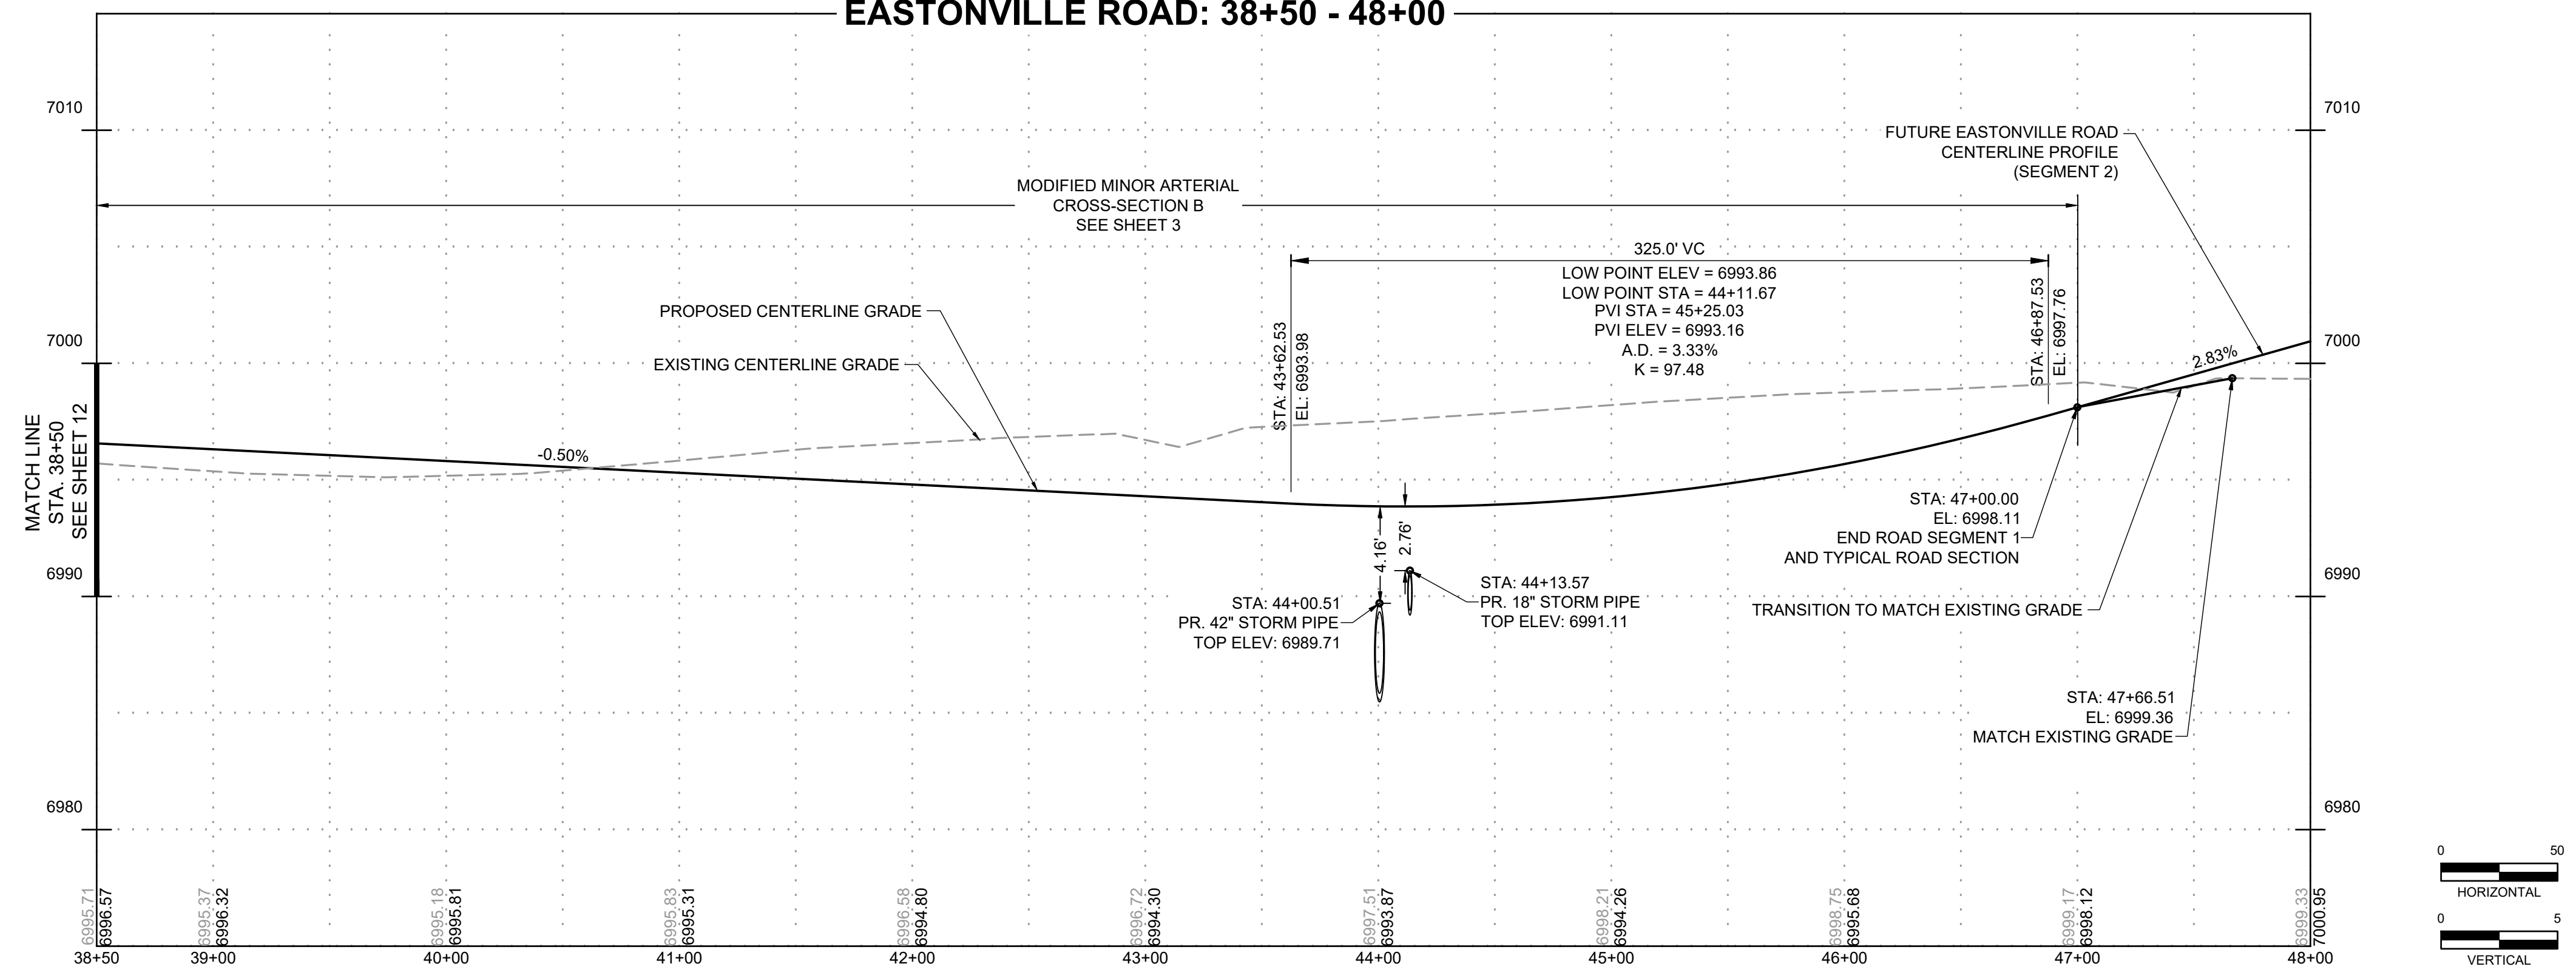 EASTONVILLE ROAD: 38+50 - 48+00
7010
7010
FUTURE EASTONVILLE ROAD
CENTERLINE PROFILE
(SEGMENT 2)
MODIFIED MINOR ARTERIAL
CROSS-SECTION B
SEE SHEET 3
325.0' VC
LOW POINT ELEV = 6993.86
LOW POINT STA = 44+11.67
PVI STA = 45+25.03
PVI ELEV = 6993.16
A.D. = 3.33%
K = 97.48
STA: 43+62.53
EL: 6993.98
STA: 46+87.53
EL: 6997.76
PROPOSED CENTERLINE GRADE
EXISTING CENTERLINE GRADE
7000
7000
2.83%
MATCH LINE
STA. 38+50
SEE SHEET 12
-0.50%
4.16'
2.76'
STA: 47+00.00
EL: 6998.11
END ROAD SEGMENT 1
AND TYPICAL ROAD SECTION
6990
6990
STA: 44+00.51
PR. 42" STORM PIPE
TOP ELEV: 6989.71
STA: 44+13.57
PR. 18" STORM PIPE
TOP ELEV: 6991.11
TRANSITION TO MATCH EXISTING GRADE
STA: 47+66.51
EL: 6999.36
MATCH EXISTING GRADE
6980
6980
6995.71
6996.57
6995.37
6996.32
6995.18
6995.81
6995.83
6995.31
6996.58
6994.80
6996.72
6994.30
6997.51
6993.87
6998.21
6994.26
6998.75
6995.68
6999.17
6998.12
6999.33
7000.95
38+50
39+00
40+00
41+00
42+00
43+00
44+00
45+00
46+00
47+00
48+00
0 50
HORIZONTAL
0 5
VERTICAL